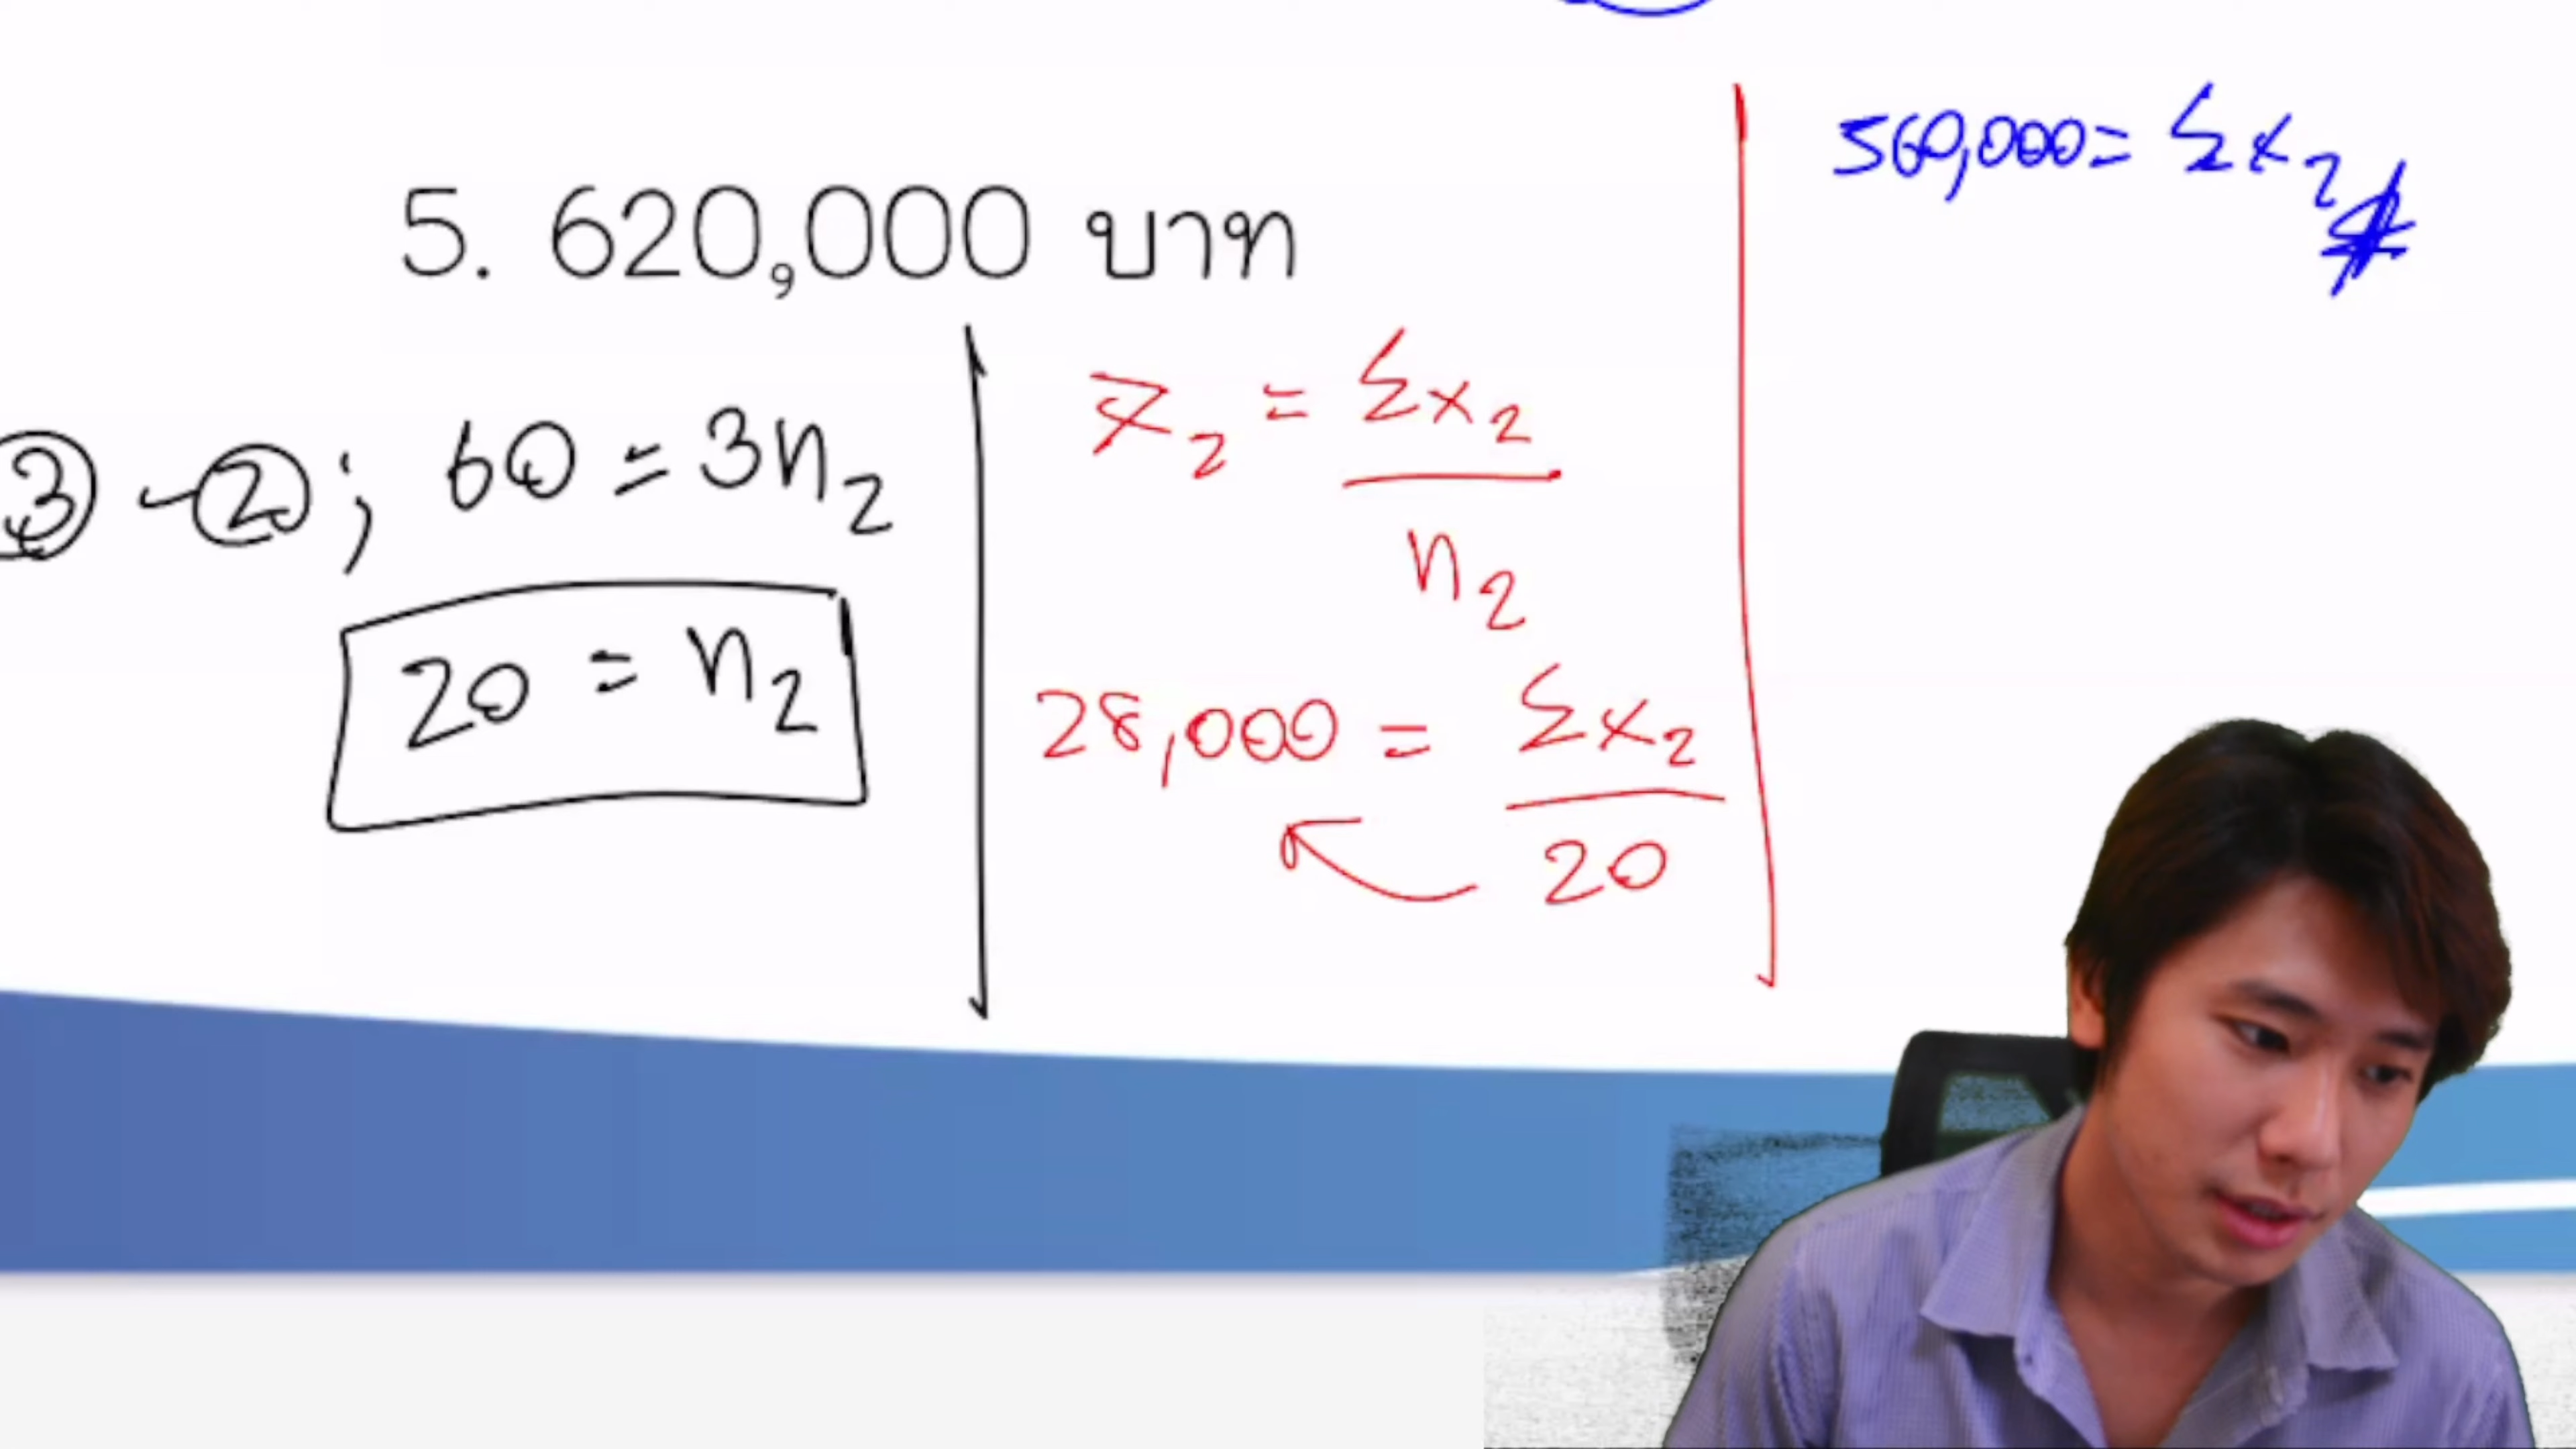 5. 620,000 บาท
③ - ②; 60 = 3n₂
20 = n₂
x̄₂ = Σx₂
n₂
28,000 = Σx₂
20
560,000 = Σx₂